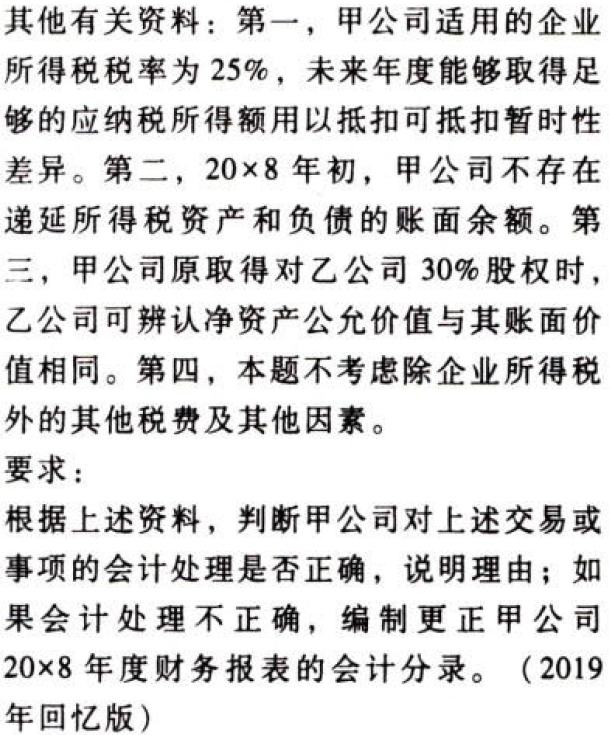 其他有关资料：第一，甲公司适用的企业
所得税税率为 25%，未来年度能够取得足
够的应纳税所得额用以抵扣可抵扣暂时性
差异。第二，20×8 年初，甲公司不存在
递延所得税资产和负债的账面余额。第
三，甲公司原取得对乙公司 30%股权时，
乙公司可辨认净资产公允价值与其账面价
值相同。第四，本题不考虑除企业所得税
外的其他税费及其他因素。
要求：
根据上述资料，判断甲公司对上述交易或
事项的会计处理是否正确，说明理由；如
果会计处理不正确，编制更正甲公司
20×8 年度财务报表的会计分录。（2019
年回忆版）